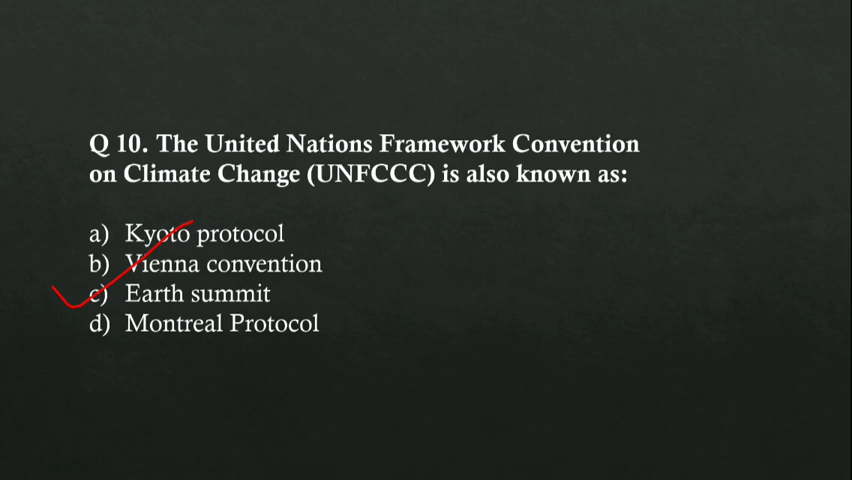 Q 10. The United Nations Framework Convention
on Climate Change (UNFCCC) is also known as:
a) Kyoto protocol
b) Vienna convention
c) Earth summit
d) Montreal Protocol